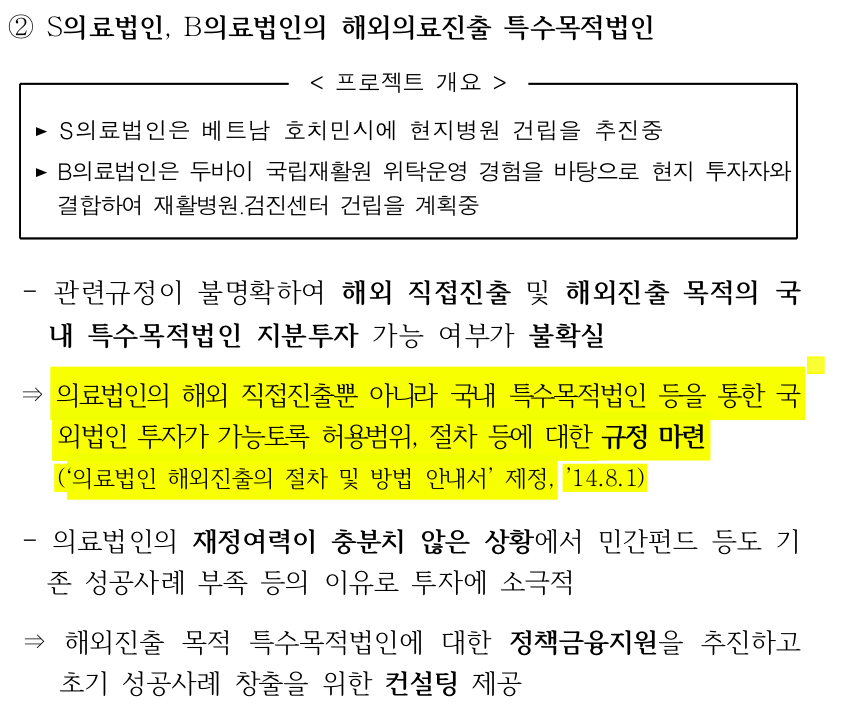 ② S의료법인, B의료법인의 해외의료진출 특수목적법인
< 프로젝트 개요 >
► S의료법인은 베트남 호치민시에 현지병원 건립을 추진중
► B의료법인은 두바이 국립재활원 위탁운영 경험을 바탕으로 현지 투자자와
결합하여 재활병원.검진센터 건립을 계획중
- 관련규정이 불명확하여 해외 직접진출 및 해외진출 목적의 국
내 특수목적법인 지분투자 가능 여부가 불확실
⇒ 의료법인의 해외 직접진출뿐 아니라 국내 특수목적법인 등을 통한 국
외법인 투자가 가능토록 허용범위, 절차 등에 대한 규정 마련
(‘의료법인 해외진출의 절차 및 방법 안내서’ 제정, ’14.8.1)
- 의료법인의 재정여력이 충분치 않은 상황에서 민간펀드 등도 기
존 성공사례 부족 등의 이유로 투자에 소극적
⇒ 해외진출 목적 특수목적법인에 대한 정책금융지원을 추진하고
초기 성공사례 창출을 위한 컨설팅 제공